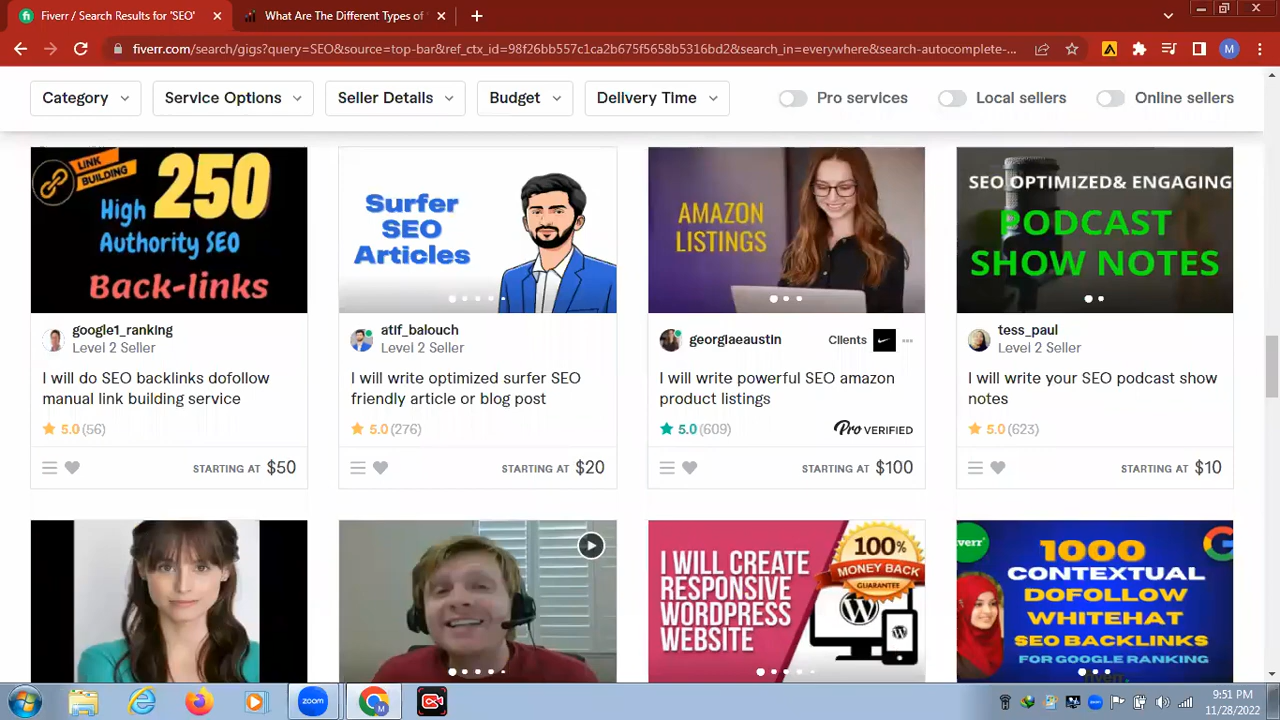 Fiverr / Search Results for 'SEO'
What Are The Different Types of
fiverr.com/search/gigs?query=SEO&source=top-bar&ref_ctx_id=98f26bb557c1ca2b675f5658b5316bd2&search_in=everywhere&search-autocomplete-...
M
Category
Service Options
Seller Details
Budget
Delivery Time
Pro services
Local sellers
Online sellers
LINK
BUILDING
250
High
Authority SEO
Back-links
Surfer
SEO
Articles
AMAZON
LISTINGS
SEO OPTIMIZED& ENGAGING
PODCAST
SHOW NOTES
google1_ranking
Level 2 Seller
atif_balouch
Level 2 Seller
georgiaeaustin
Clients
tess_paul
Level 2 Seller
I will do SEO backlinks dofollow
manual link building service
I will write optimized surfer SEO
friendly article or blog post
I will write powerful SEO amazon
product listings
I will write your SEO podcast show
notes
5.0 (56)
5.0 (276)
5.0 (609)
Pro VERIFIED
5.0 (623)
STARTING AT $50
STARTING AT $20
STARTING AT $100
STARTING AT $10
I WILL CREATE
RESPONSIVE
WORDPRESS
WEBSITE
100%
MONEY BACK
GUARANTEE
fiverr
1000
CONTEXTUAL
DOFOLLOW
WHITEHAT
SEO BACKLINKS
FOR GOOGLE RANKING
zoom
M
9:51 PM
11/28/2022